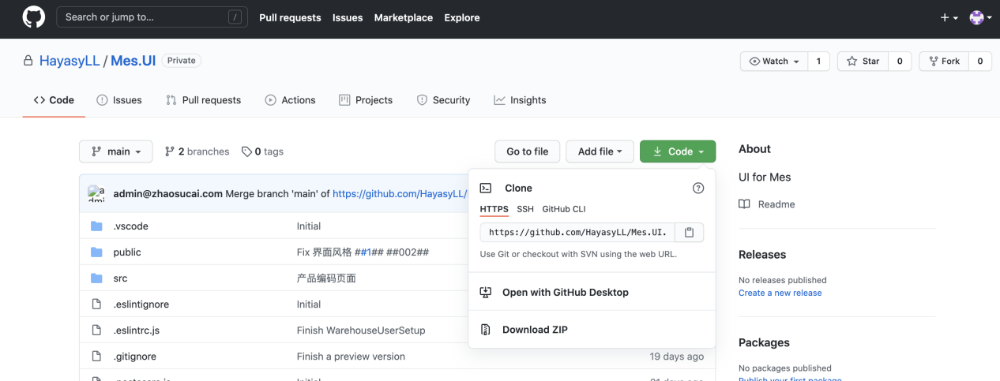 Search or jump to... / Pull requests Issues Marketplace Explore
HayasyLL / Mes.UI Private Watch 1 Star 0 Fork 0
Code Issues Pull requests Actions Projects Security Insights
main 2 branches 0 tags Go to file Add file Code
admin@zhaosucai.com Merge branch 'main' of https://github.com/HayasyLL/
.vscode Initial
public Fix 界面风格 ##1## ##002##
src 产品编码页面
.eslintignore Initial
.eslintrc.js Finish WarehouseUserSetup
.gitignore Finish a preview version 19 days ago
Clone
HTTPS SSH GitHub CLI
https://github.com/HayasyLL/Mes.UI.
Use Git or checkout with SVN using the web URL.
Open with GitHub Desktop
Download ZIP
About
UI for Mes
Readme
Releases
No releases published
Create a new release
Packages
No packages published
Publish your first package